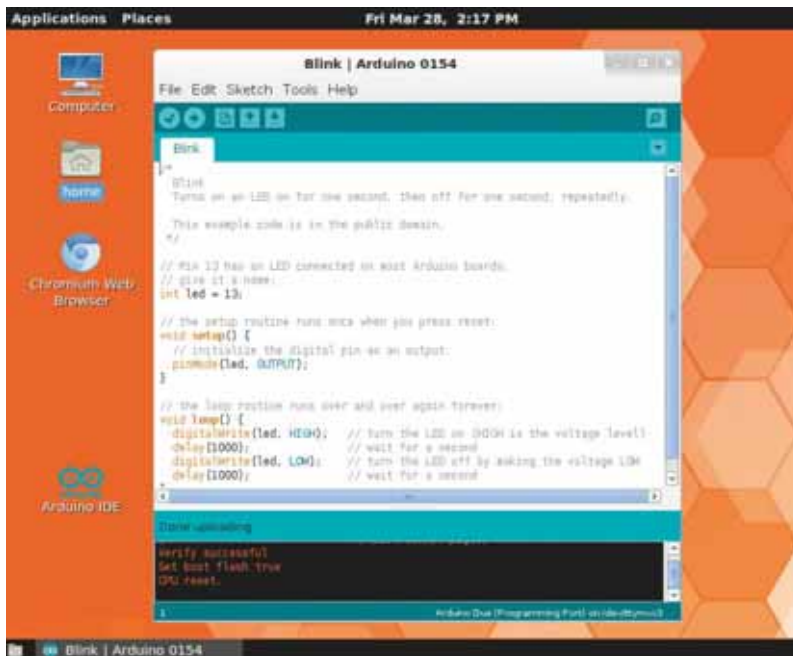 Applications Places
Fri Mar 28, 2:17 PM
Computer
home
Chromium Web
Browser
Arduino IDE
Blink | Arduino 0154
File Edit Sketch Tools Help
Blink
/*
Blink
Turns on an LED on for one second, then off for one second, repeatedly.
This example code is in the public domain.
*/
// Pin 13 has an LED connected on most Arduino boards.
// give it a name:
int led = 13;
// the setup routine runs once when you press reset:
void setup() {
// initialize the digital pin as an output.
pinMode(led, OUTPUT);
}
// the loop routine runs over and over again forever:
void loop() {
digitalWrite(led, HIGH); // turn the LED on (HIGH is the voltage level)
delay(1000); // wait for a second
digitalWrite(led, LOW); // turn the LED off by making the voltage LOW
delay(1000); // wait for a second
Done uploading
Verify successful
Set boot flash true
CPU reset.
1
Arduino Due (Programming Port) on
Blink | Arduino 0154